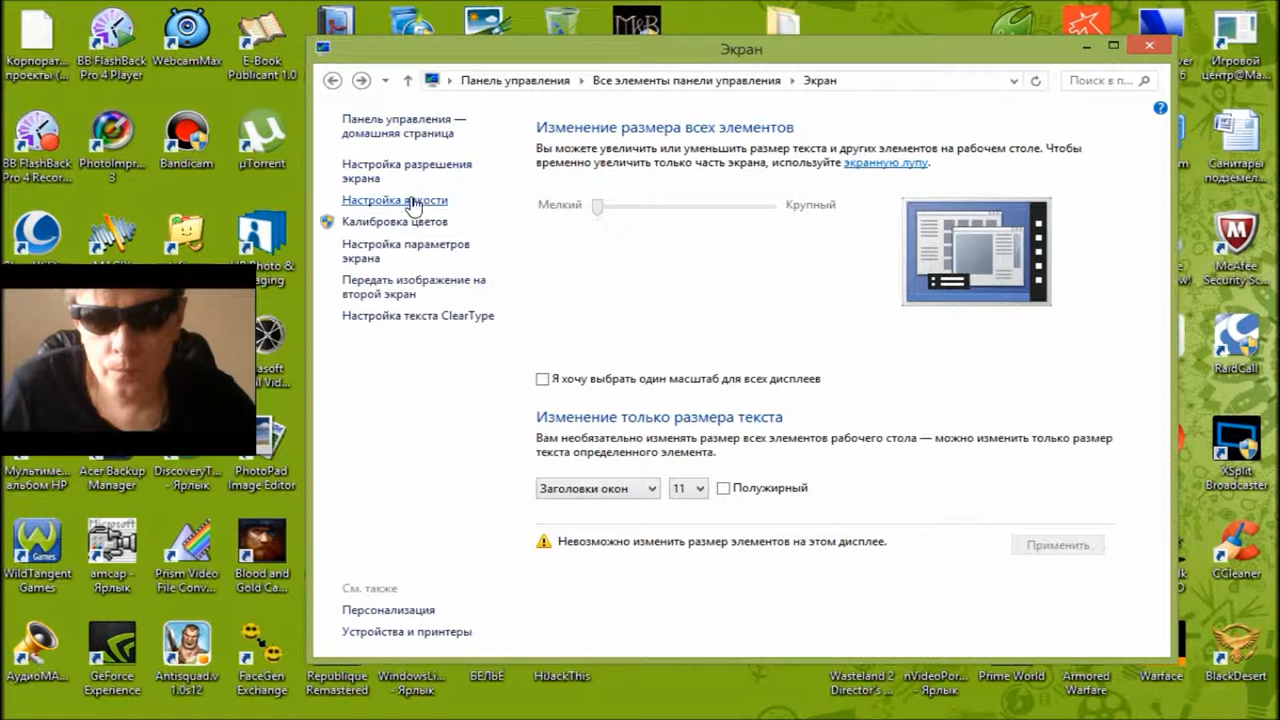 Корпорат...
проекты (...
BB FlashBack
Pro 4 Player
WebcamMax
E-Book
Publicant 1.0
M&B
Игровой
центр@Ма...
BB FlashBack
Pro 4 Recor...
PhotoImpr...
3
Bandicam
µTorrent
Санитары
подземел...
HP Photo &
McAfee
Security Sc...
RaidCall
Мультиме...
альбом HP
Acer Backup
Manager
DiscoveryT...
- Ярлык
PhotoPad
Image Editor
XSplit
Broadcaster
WildTangent
Games
Microsoft
amcap -
Ярлык
Prism Video
File Conv...
Blood and
Gold Ca...
CCleaner
АудиоМА...
GeForce
Experience
Antisquad.v
1.0s12
FaceGen
Exchange
Republique
Remastered
WindowsLi...
- Ярлык
БЕЛЬЕ
HiJackThis
Wasteland 2
Director's ...
nVideoPor...
- Ярлык
Prime World
Armored
Warfare
Warface
BlackDesert
Экран
Панель управления
Все элементы панели управления
Экран
Поиск в п...
Панель управления —
домашняя страница
Настройка разрешения
экрана
Настройка яркости
Калибровка цветов
Настройка параметров
экрана
Передать изображение на
второй экран
Настройка текста ClearType
См. также
Персонализация
Устройства и принтеры
Изменение размера всех элементов
Вы можете увеличить или уменьшить размер текста и других элементов на рабочем столе. Чтобы
временно увеличить только часть экрана, используйте экранную лупу.
Мелкий
Крупный
Я хочу выбрать один масштаб для всех дисплеев
Изменение только размера текста
Вам необязательно изменять размер всех элементов рабочего стола — можно изменить только размер
текста определенного элемента.
Заголовки окон
11
Полужирный
Невозможно изменить размер элементов на этом дисплее.
Применить